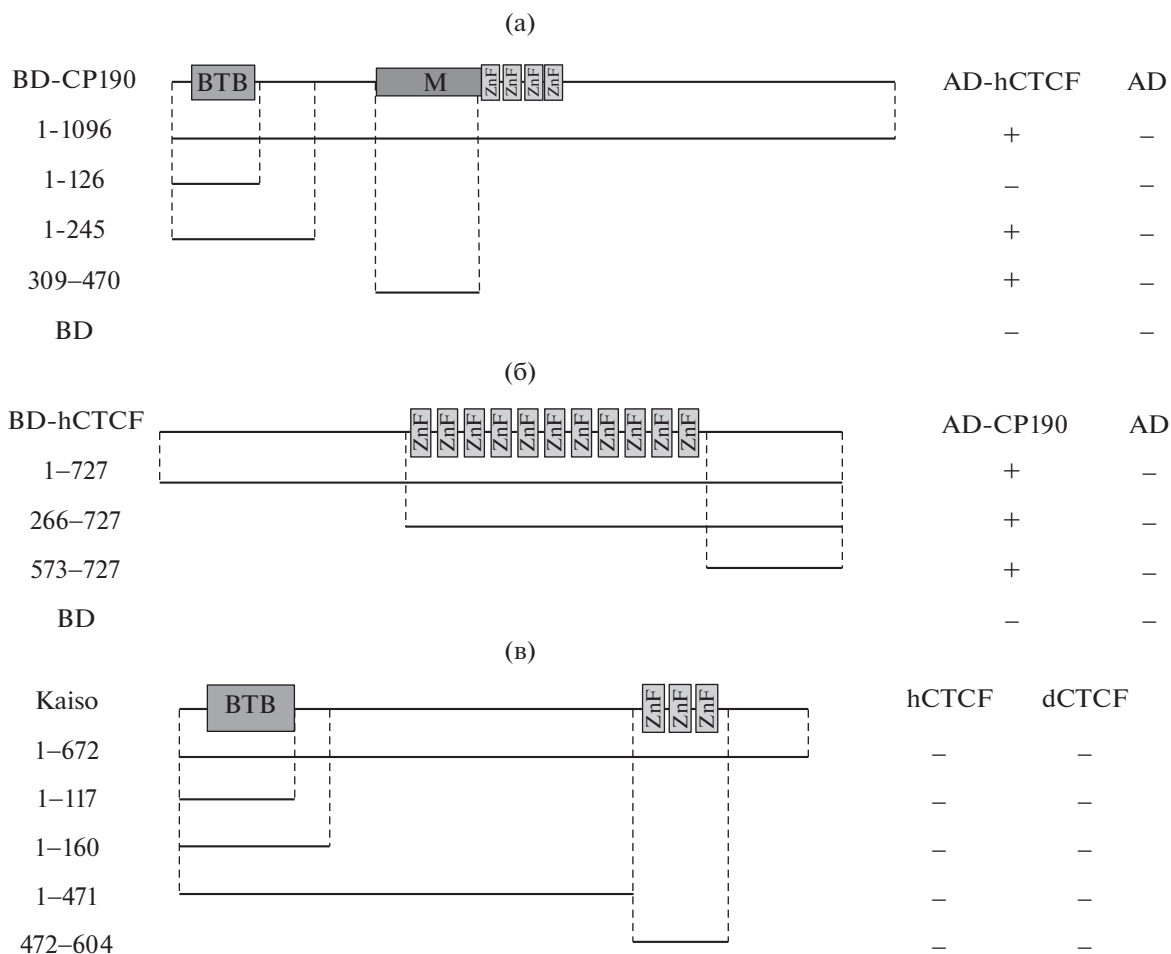 (а)
BD-CP190 BTB M ZnF ZnF ZnF ZnF AD-hCTCF AD
1-1096 + –
1-126 – –
1-245 + –
309–470 + –
BD – –
(б)
BD-hCTCF ZnF ZnF ZnF ZnF ZnF ZnF ZnF ZnF ZnF ZnF ZnF AD-CP190 AD
1–727 + –
266–727 + –
573–727 + –
BD – –
(в)
Kaiso BTB ZnF ZnF ZnF hCTCF dCTCF
1–672 – –
1–117 – –
1–160 – –
1–471 – –
472–604 – –